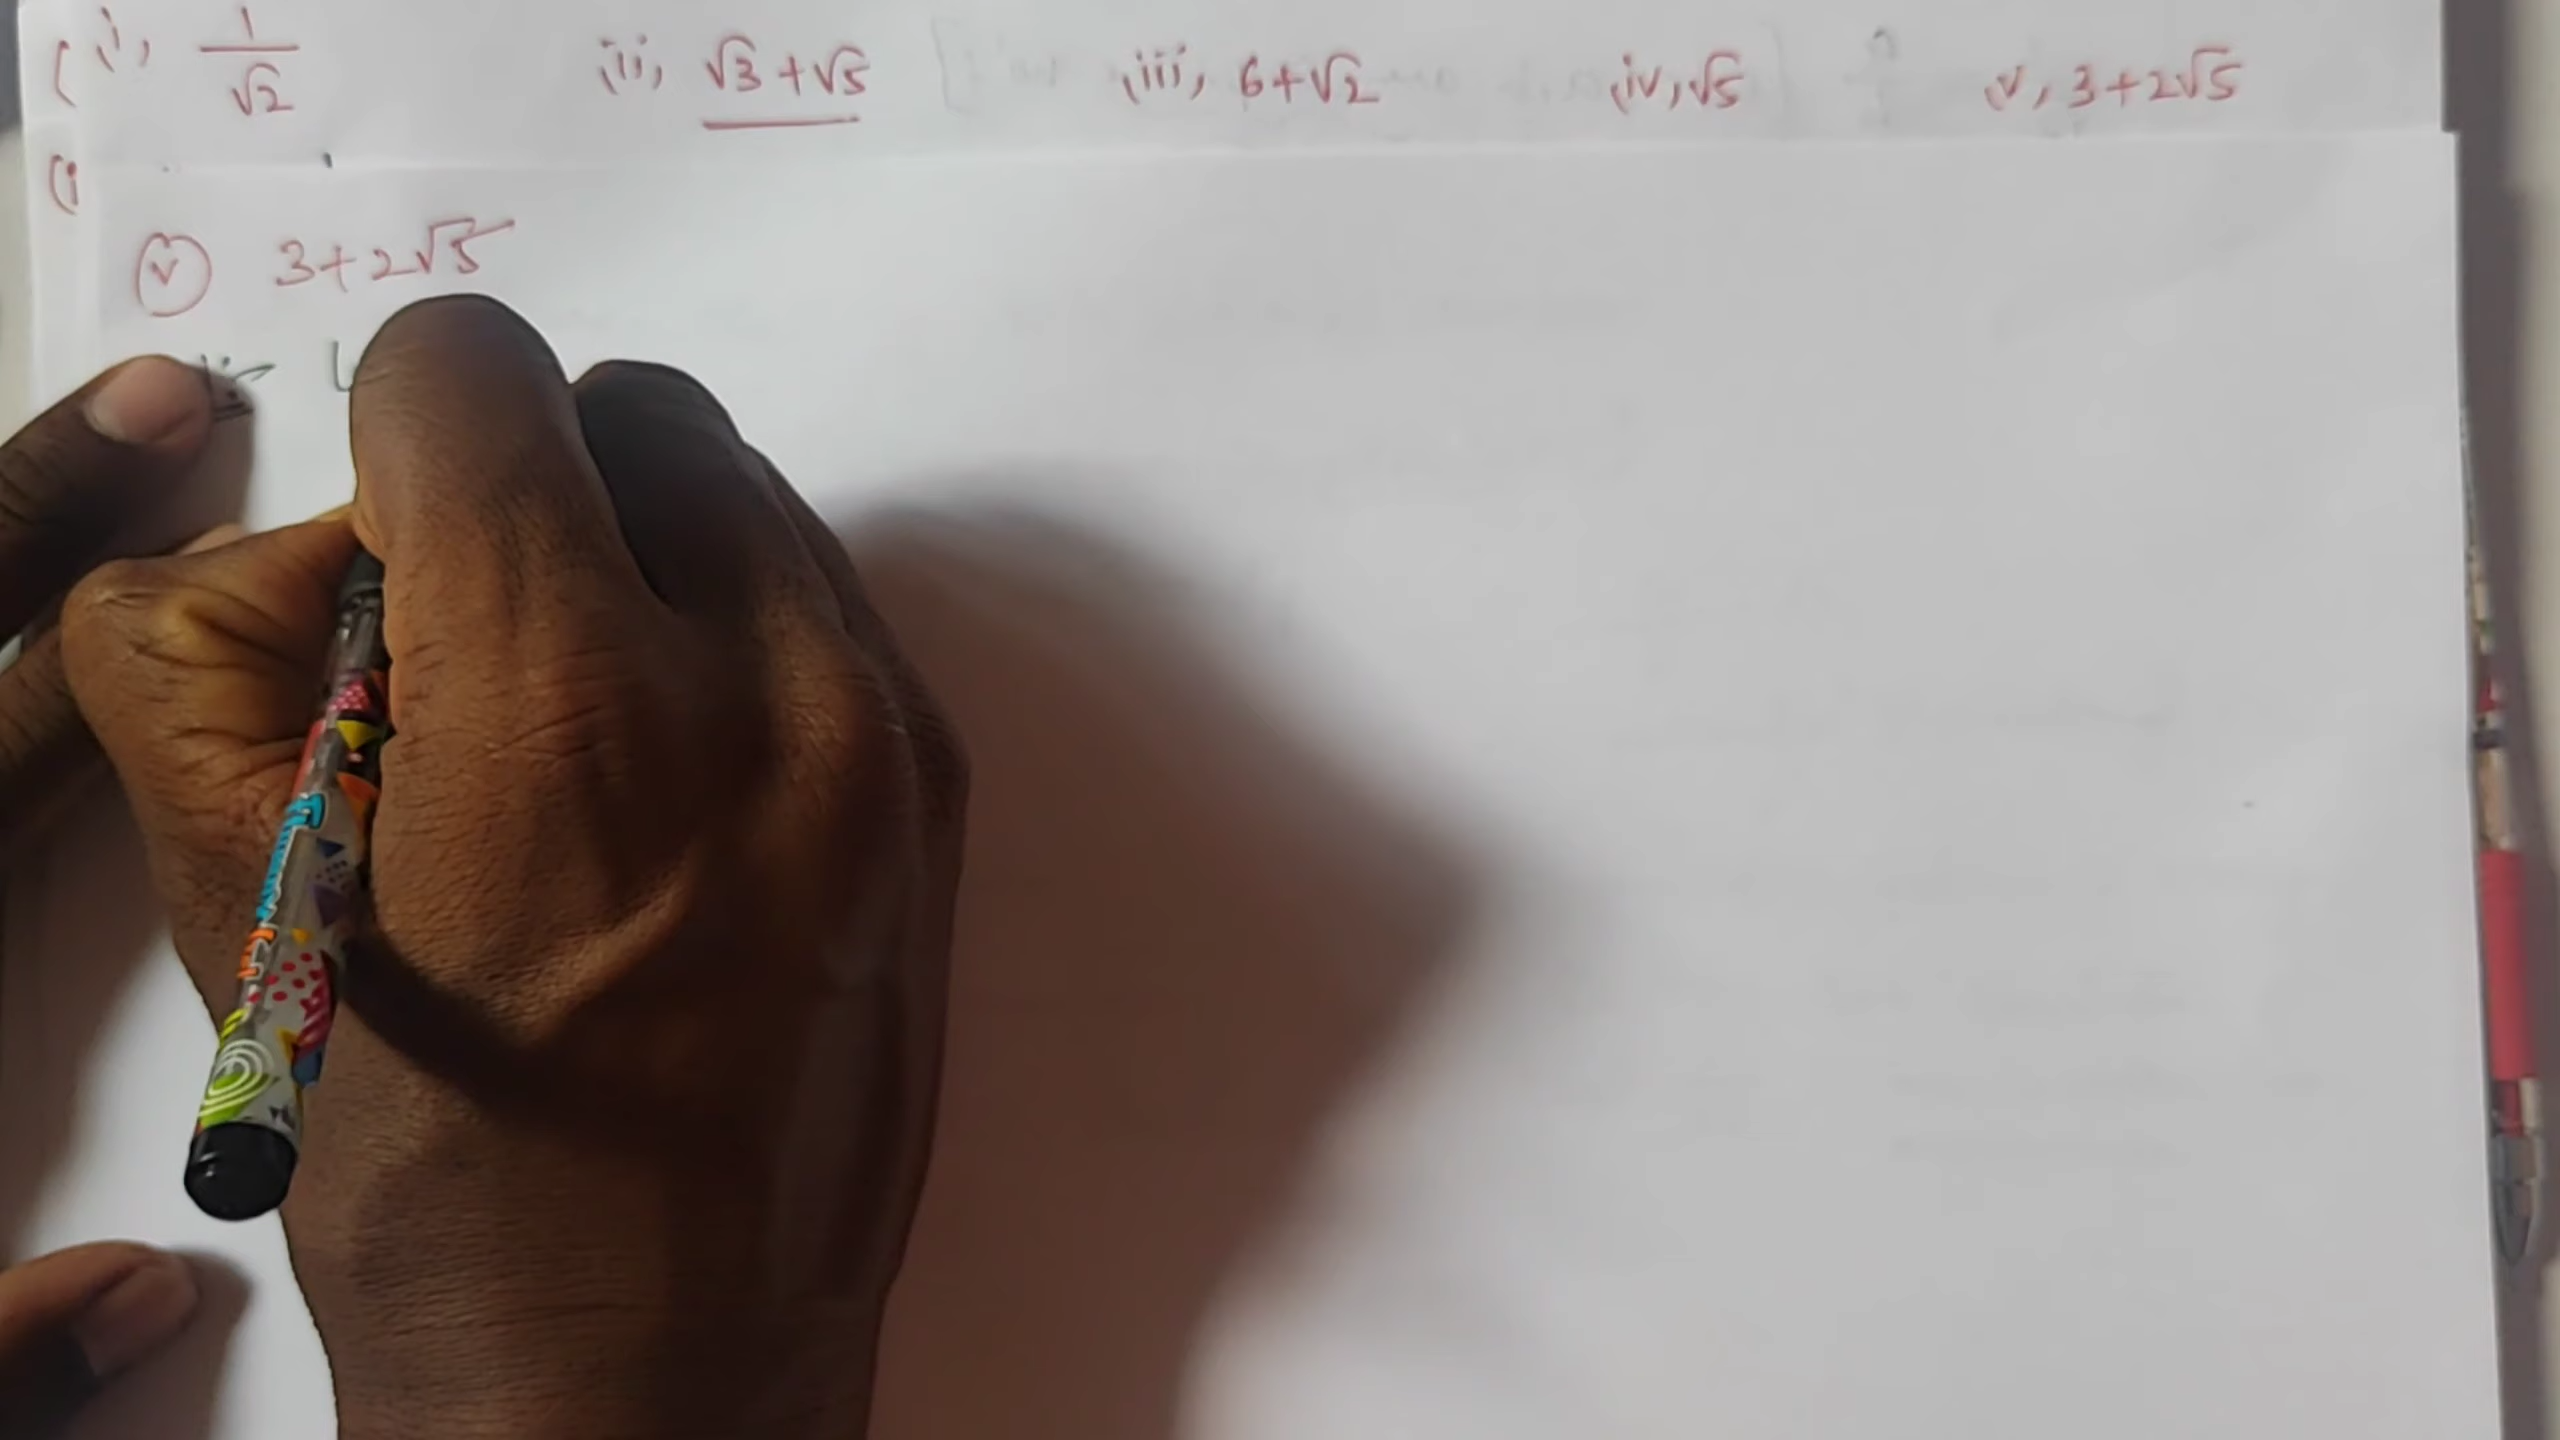 (i, 1/√2 (ii, √3+√5 (iii, 6+√2 (iv, √5 (v, 3+2√5
(i
(v) 3+2√5